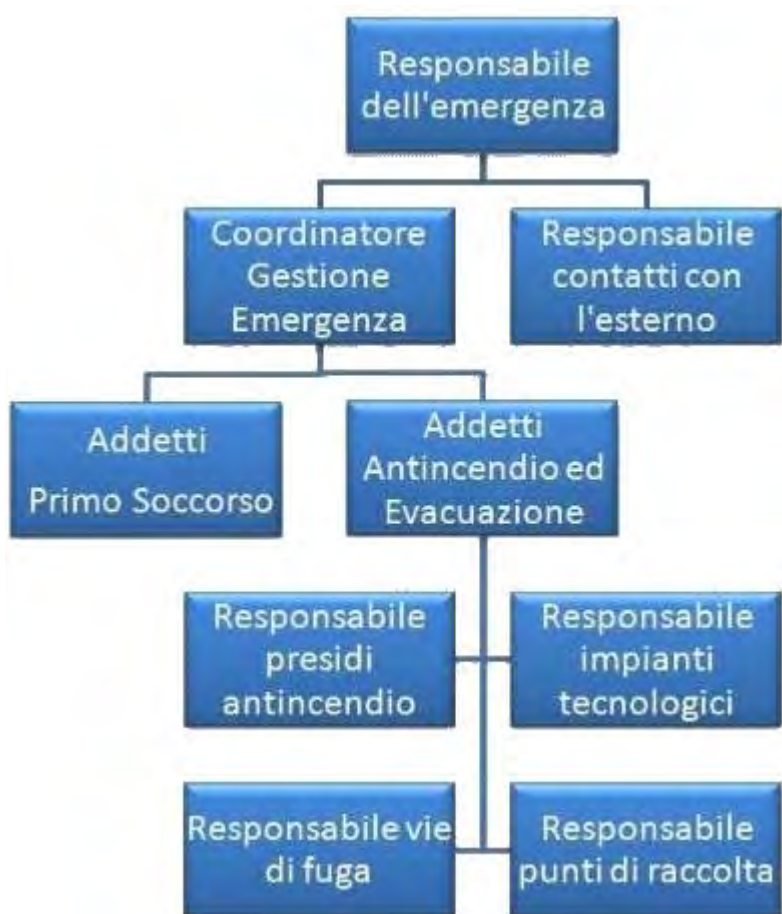 Responsabile
dell'emergenza
Coordinatore
Gestione
Emergenza
Responsabile
contatti con
l'esterno
Addetti
Primo Soccorso
Addetti
Antincendio ed
Evacuazione
Responsabile
presidi
antincendio
Responsabile
impianti
tecnologici
Responsabile vie
di fuga
Responsabile
punti di raccolta